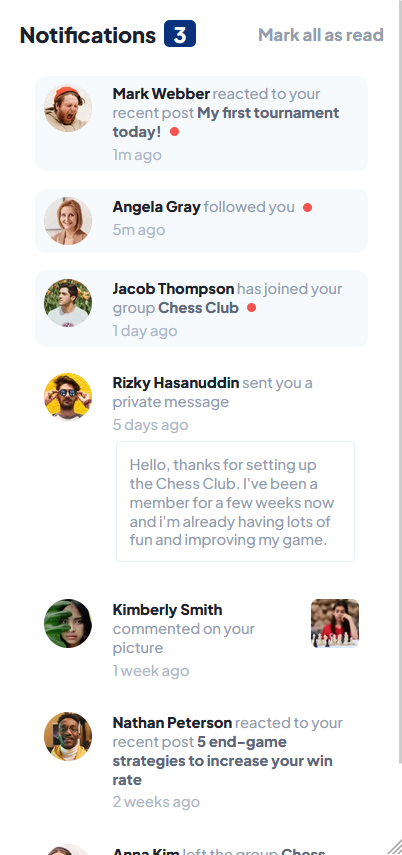 Notifications 3 Mark all as read
Mark Webber reacted to your
recent post My first tournament
today!
1m ago
Angela Gray followed you
5m ago
Jacob Thompson has joined your
group Chess Club
1 day ago
Rizky Hasanuddin sent you a
private message
5 days ago
Hello, thanks for setting up
the Chess Club. I've been a
member for a few weeks now
and i'm already having lots of
fun and improving my game.
Kimberly Smith
commented on your
picture
1 week ago
Nathan Peterson reacted to your
recent post 5 end-game
strategies to increase your win
rate
2 weeks ago
Anna Kim left the group Chess